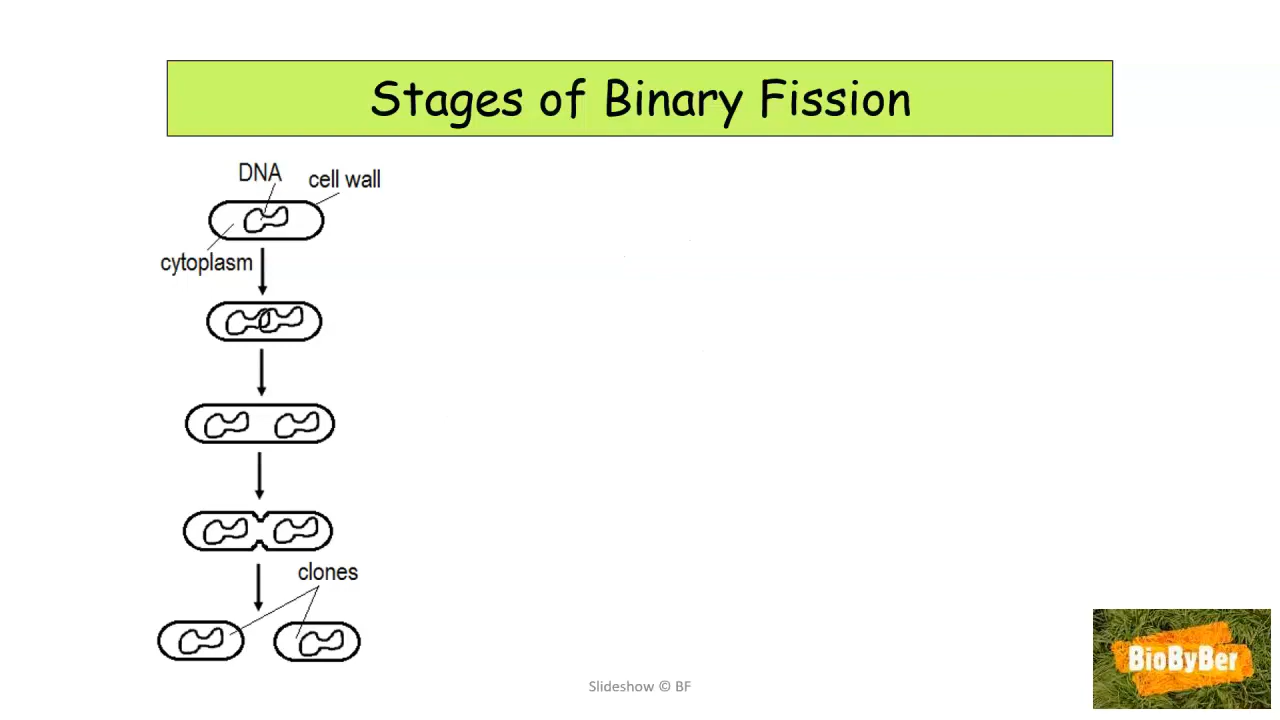 Stages of Binary Fission
DNA
cell wall
cytoplasm
clones
BioByBer
Slideshow © BF